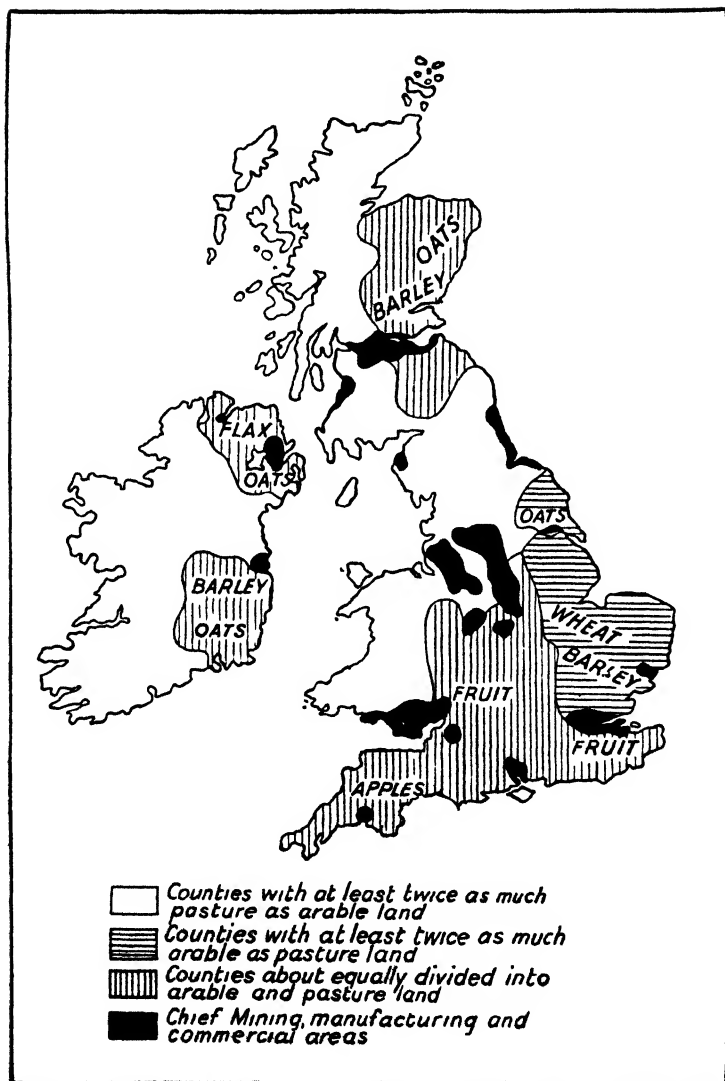 OATS
BARLEY
FLAX
OATS
OATS
BARLEY
OATS
WHEAT
BARLEY
FRUIT
FRUIT
APPLES
Counties with at least twice as much
pasture as arable land
Counties with at least twice as much
arable as pasture land
Counties about equally divided into
arable and pasture land
Chief Mining, manufacturing and
commercial areas